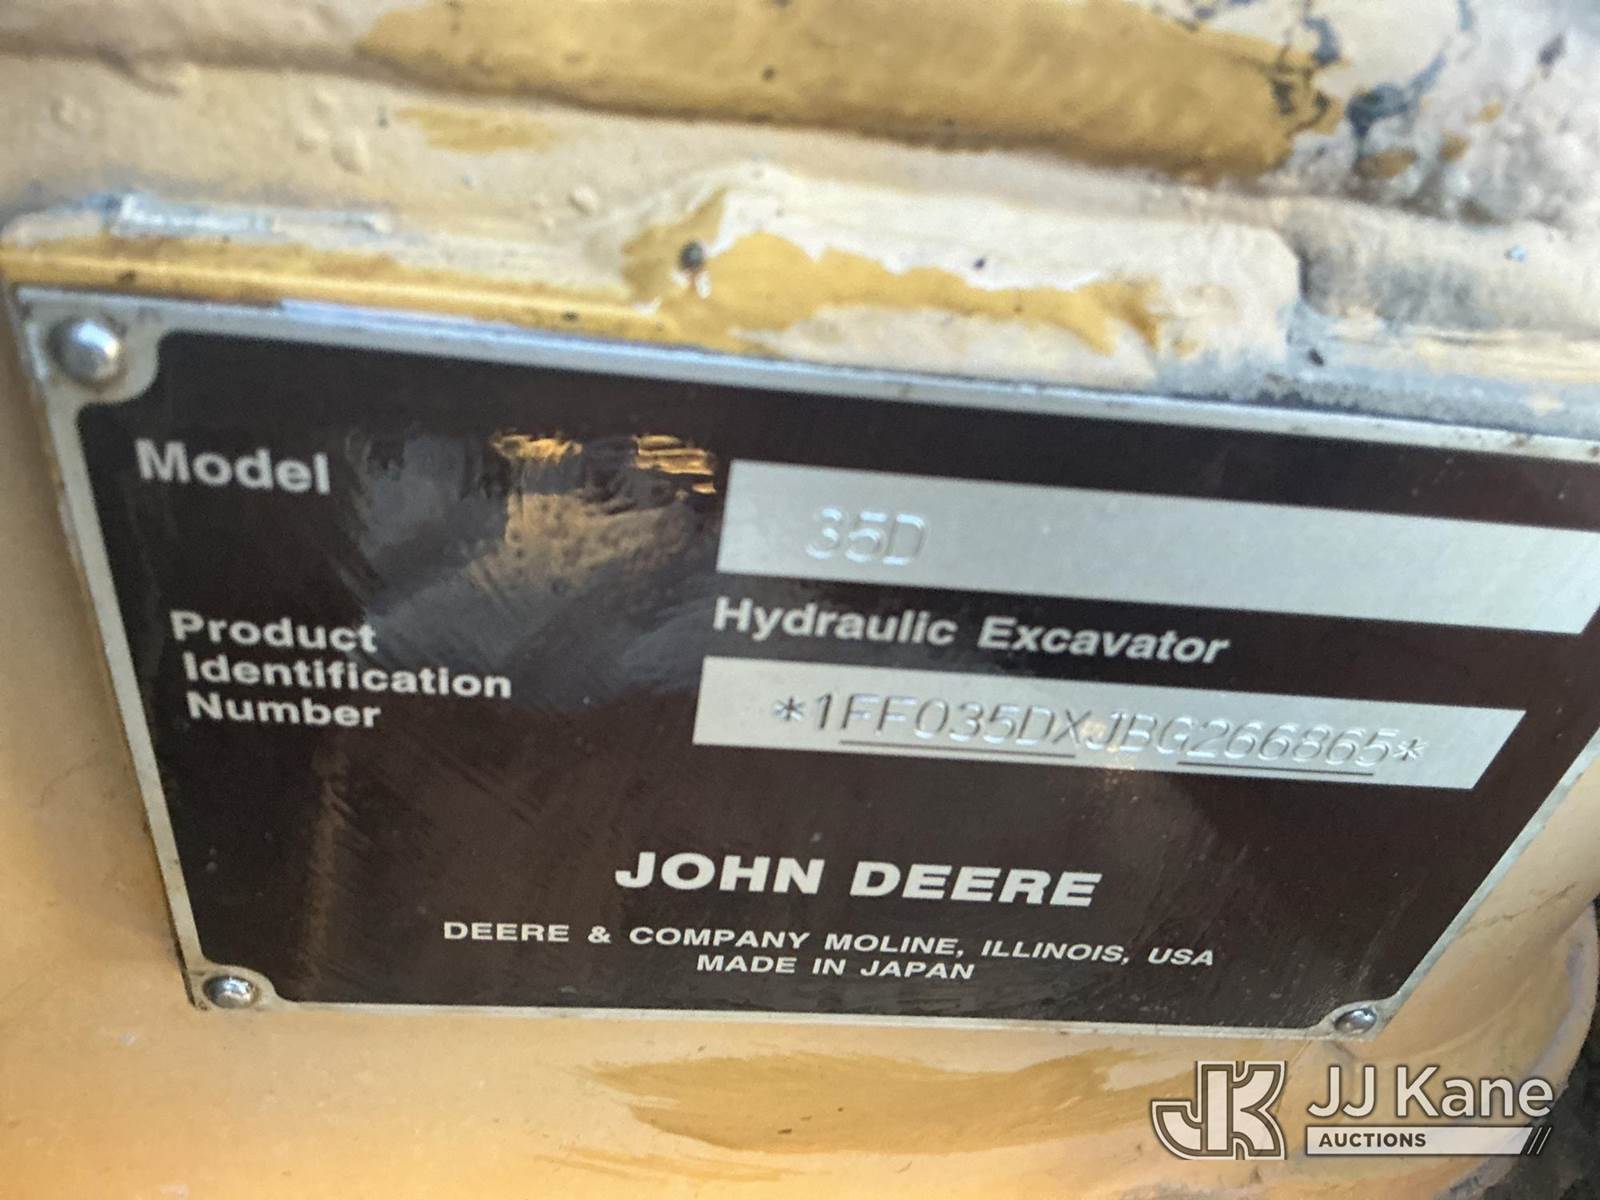 Model 35D
Hydraulic Excavator
Product
Identification
Number
*1FF035DXJBG266865*
JOHN DEERE
DEERE & COMPANY MOLINE, ILLINOIS, USA
MADE IN JAPAN
JK JJ Kane
AUCTIONS